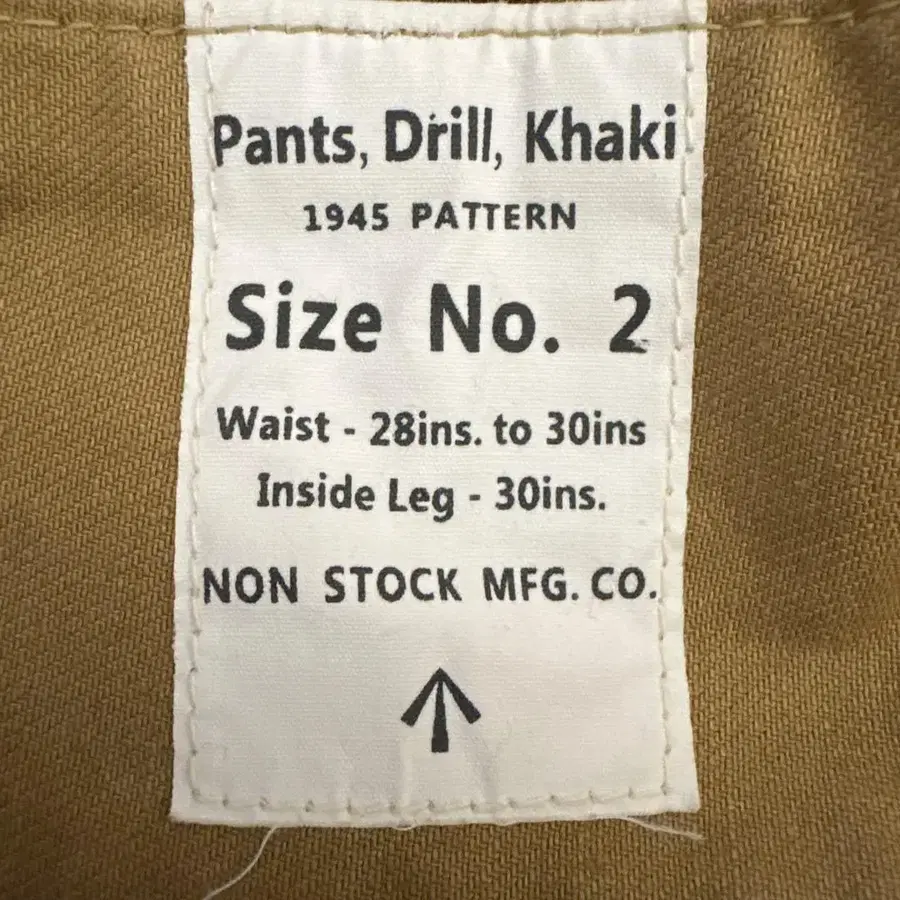 Pants, Drill, Khaki
1945 PATTERN
Size No. 2
Waist - 28ins. to 30ins
Inside Leg - 30ins.
NON STOCK MFG. CO.